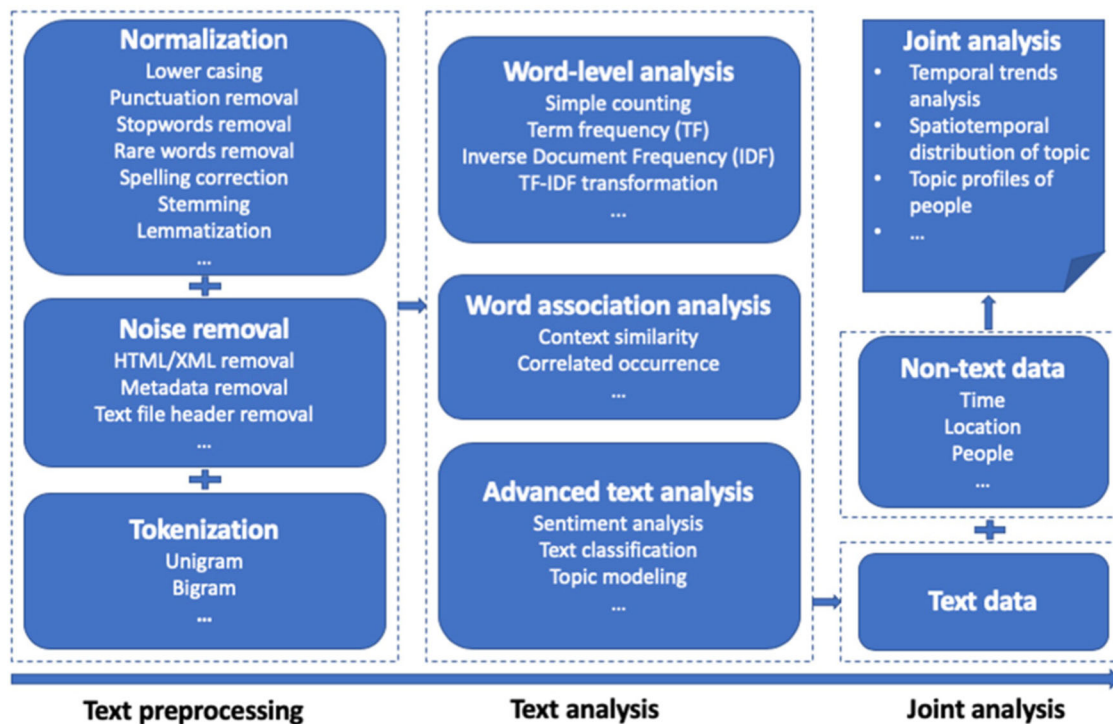 Normalization
Lower casing
Punctuation removal
Stopwords removal
Rare words removal
Spelling correction
Stemming
Lemmatization
...
Noise removal
HTML/XML removal
Metadata removal
Text file header removal
...
Tokenization
Unigram
Bigram
...
Word-level analysis
Simple counting
Term frequency (TF)
Inverse Document Frequency (IDF)
TF-IDF transformation
...
Word association analysis
Context similarity
Correlated occurrence
...
Advanced text analysis
Sentiment analysis
Text classification
Topic modeling
...
Joint analysis
• Temporal trends
analysis
• Spatiotemporal
distribution of topic
• Topic profiles of
people
• ...
Non-text data
Time
Location
People
...
Text data
Text preprocessing
Text analysis
Joint analysis